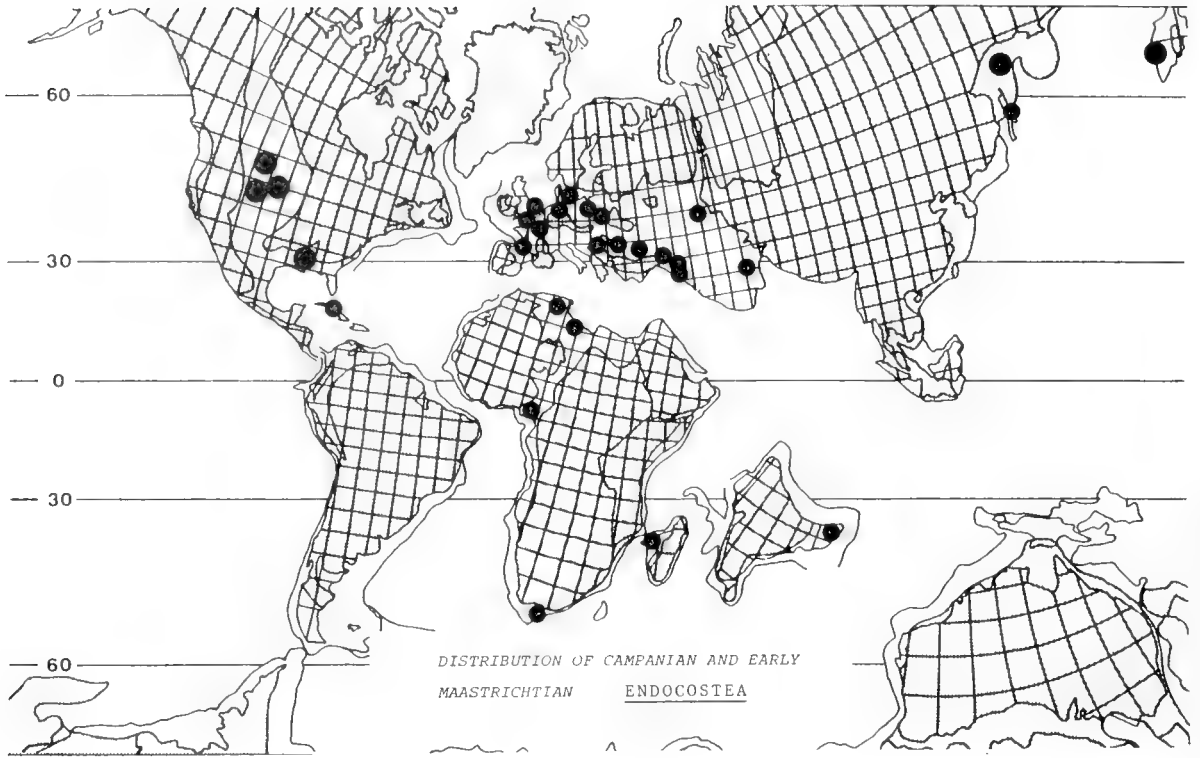 60
30
0
30
60
DISTRIBUTION OF CAMPANIAN AND EARLY
MAASTRICHTIAN ENDOCOSTEA